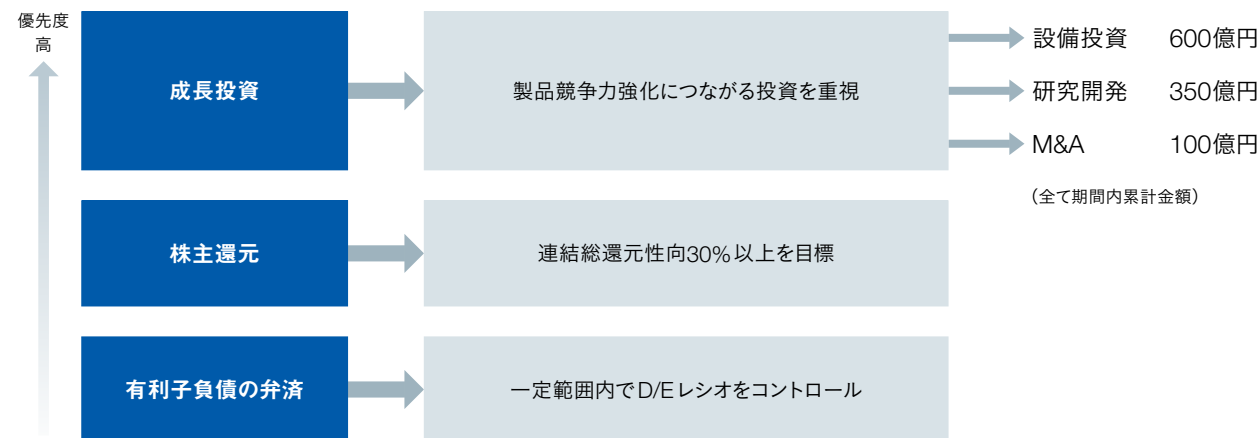 優先度
高
成長投資
製品競争力強化につながる投資を重視
設備投資 600億円
研究開発 350億円
M&A 100億円
（全て期間内累計金額）
株主還元
連結総還元性向30%以上を目標
有利子負債の弁済
一定範囲内でD/Eレシオをコントロール